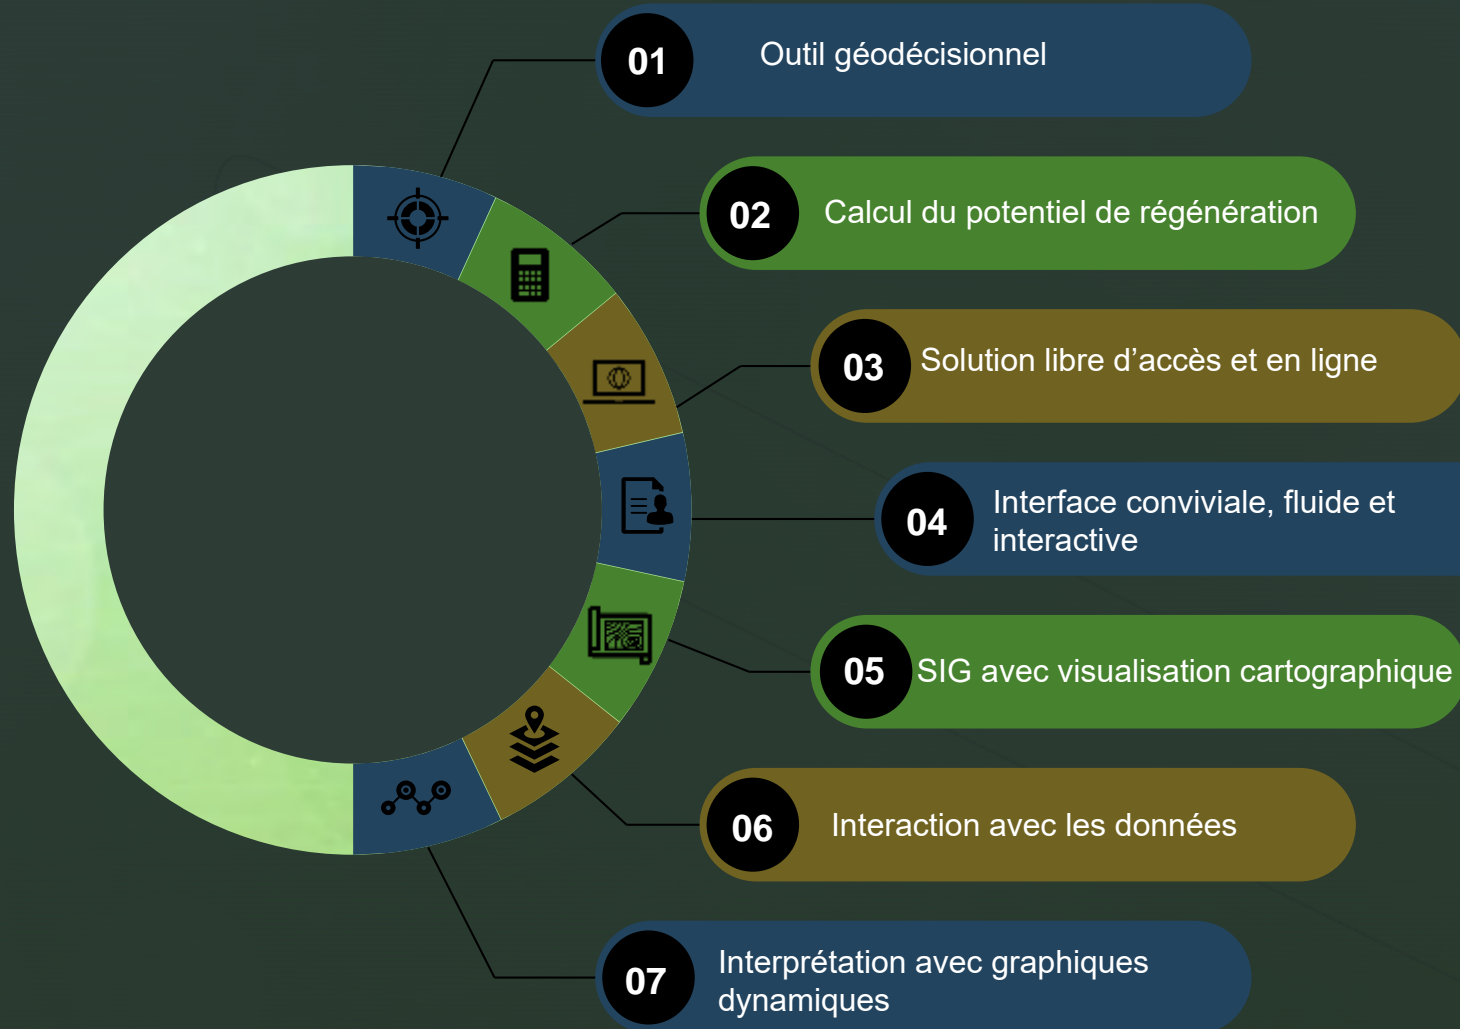 01
Outil géodécisionnel
02
Calcul du potentiel de régénération
03
Solution libre d’accès et en ligne
04
Interface conviviale, fluide et
interactive
05
SIG avec visualisation cartographique
06
Interaction avec les données
07
Interprétation avec graphiques
dynamiques